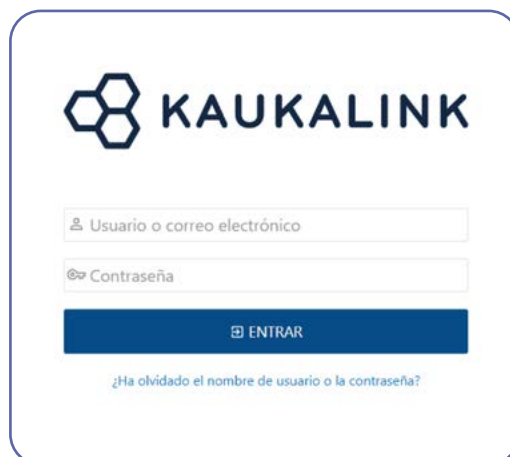 KAUKALINK
Usuario o correo electrónico
Contraseña
ENTRAR
¿Ha olvidado el nombre de usuario o la contraseña?